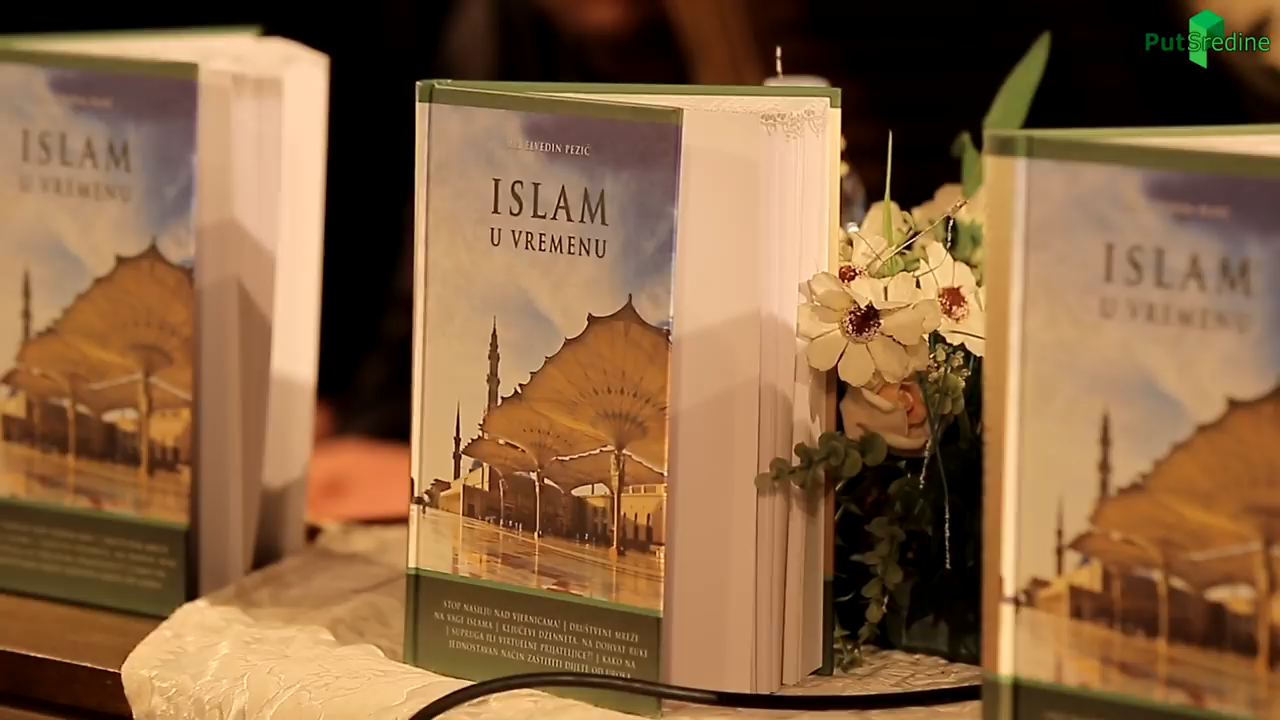 PutSredine
ISLAM
U VREMENU
ELVEDIN PEZIĆ
ISLAM
U VREMENU
STOP NASILJU NAD VJERNICAMA! | DRUŠTVENE MREŽE
NA VAGI ISLAMA | KLJUČEVI DŽENNETA, NA DOHVAT RUKE
| SUPRUGA ILI VIRTUELNE PRIJATELJICE?! | KAKO NA
JEDNOSTAVAN NAČIN ZAŠTITITI DIJETE OD UROKA
ISLAM
U VREMENU